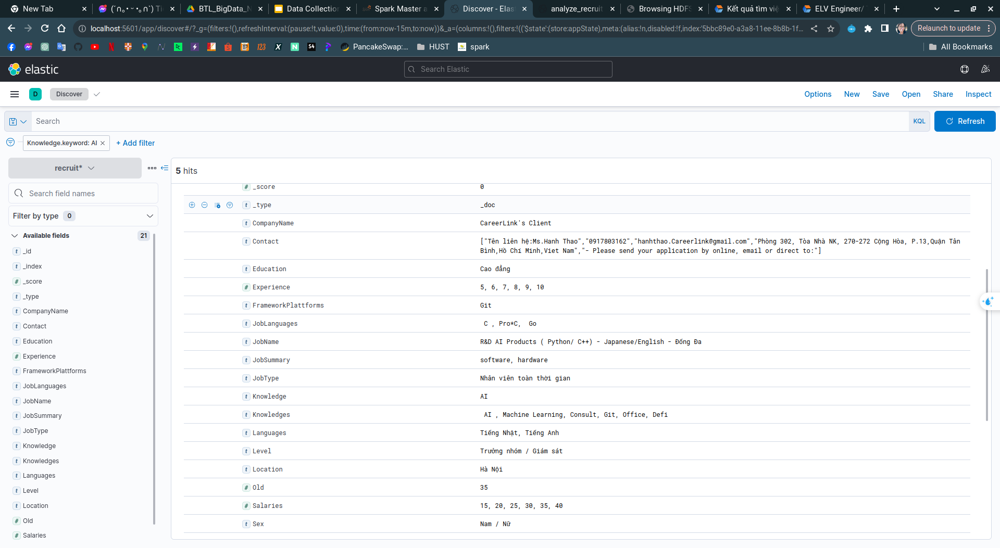 New Tab
(´∩｡• ᵕ •｡∩`) Ti
BTL_BigData_N
Data Collection
Spark Master a
Discover - Elas
analyze_recruit
Browsing HDFS
Kết quả tìm việ
ELV Engineer/
localhost:5601/app/discover#/?_g=(filters:!(),refreshInterval:(pause:!t,value:0),time:(from:now-15m,to:now))&_a=(columns:!(),filters:!(('$state':(store:appState),meta:(alias:!n,disabled:!f,index:'5bbc89e0-a3a8-11ee-8b8b-1f...
Relaunch to update
PancakeSwap:...
HUST
spark
All Bookmarks
elastic
Search Elastic
D
Discover
Options
New
Save
Open
Share
Inspect
Search
KQL
Refresh
Knowledge.keyword: AI ×
+ Add filter
recruit*
5 hits
Search field names
Filter by type 0
Available fields 21
t _id
t _index
# _score
t _type
t CompanyName
t Contact
t Education
# Experience
t FrameworkPlattforms
t JobLanguages
t JobName
t JobSummary
t JobType
t Knowledge
t Knowledges
t Languages
t Level
t Location
# Old
# Salaries
# _score 0
t _type _doc
t CompanyName CareerLink's Client
t Contact ["Tên liên hệ:Ms.Hanh Thao","0917803162","hanhthao.Careerlink@gmail.com","Phòng 302, Tòa Nhà NK, 270-272 Cộng Hòa, P.13,Quận Tân
Bình,Hồ Chí Minh,Viet Nam","- Please send your application by online, email or direct to:"]
t Education Cao đẳng
# Experience 5, 6, 7, 8, 9, 10
t FrameworkPlattforms Git
t JobLanguages C , Pro*C, Go
t JobName R&D AI Products ( Python/ C++) - Japanese/English - Đống Đa
t JobSummary software, hardware
t JobType Nhân viên toàn thời gian
t Knowledge AI
t Knowledges AI , Machine Learning, Consult, Git, Office, Defi
t Languages Tiếng Nhật, Tiếng Anh
t Level Trưởng nhóm / Giám sát
t Location Hà Nội
# Old 35
# Salaries 15, 20, 25, 30, 35, 40
t Sex Nam / Nữ